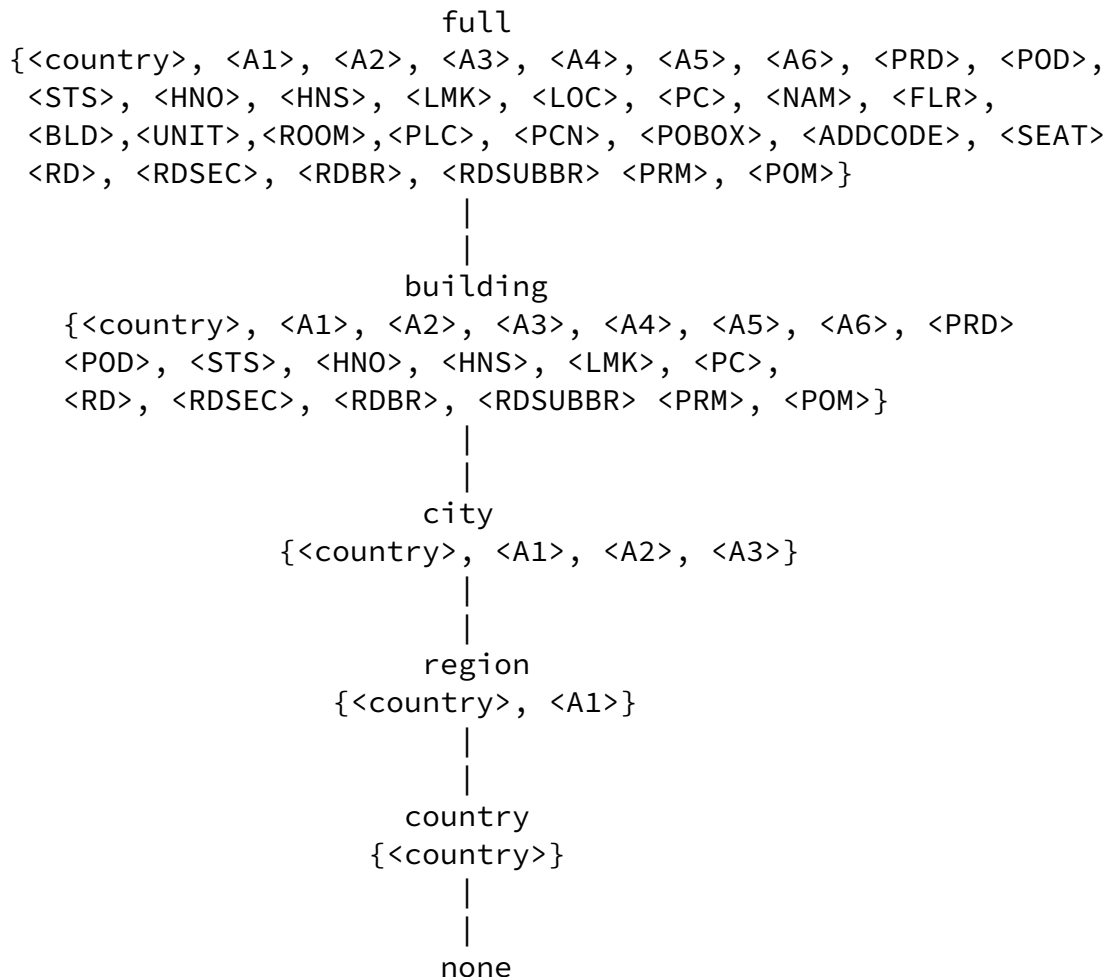 full
{<country>, <A1>, <A2>, <A3>, <A4>, <A5>, <A6>, <PRD>, <POD>,
<STS>, <HNO>, <HNS>, <LMK>, <LOC>, <PC>, <NAM>, <FLR>,
<BLD>,<UNIT>,<ROOM>,<PLC>, <PCN>, <POBOX>, <ADDCODE>, <SEAT>
<RD>, <RDSEC>, <RDBR>, <RDSUBBR> <PRM>, <POM>}
|
|
building
{<country>, <A1>, <A2>, <A3>, <A4>, <A5>, <A6>, <PRD>
<POD>, <STS>, <HNO>, <HNS>, <LMK>, <PC>,
<RD>, <RDSEC>, <RDBR>, <RDSUBBR> <PRM>, <POM>}
|
|
city
{<country>, <A1>, <A2>, <A3>}
|
|
region
{<country>, <A1>}
|
|
country
{<country>}
|
|
none